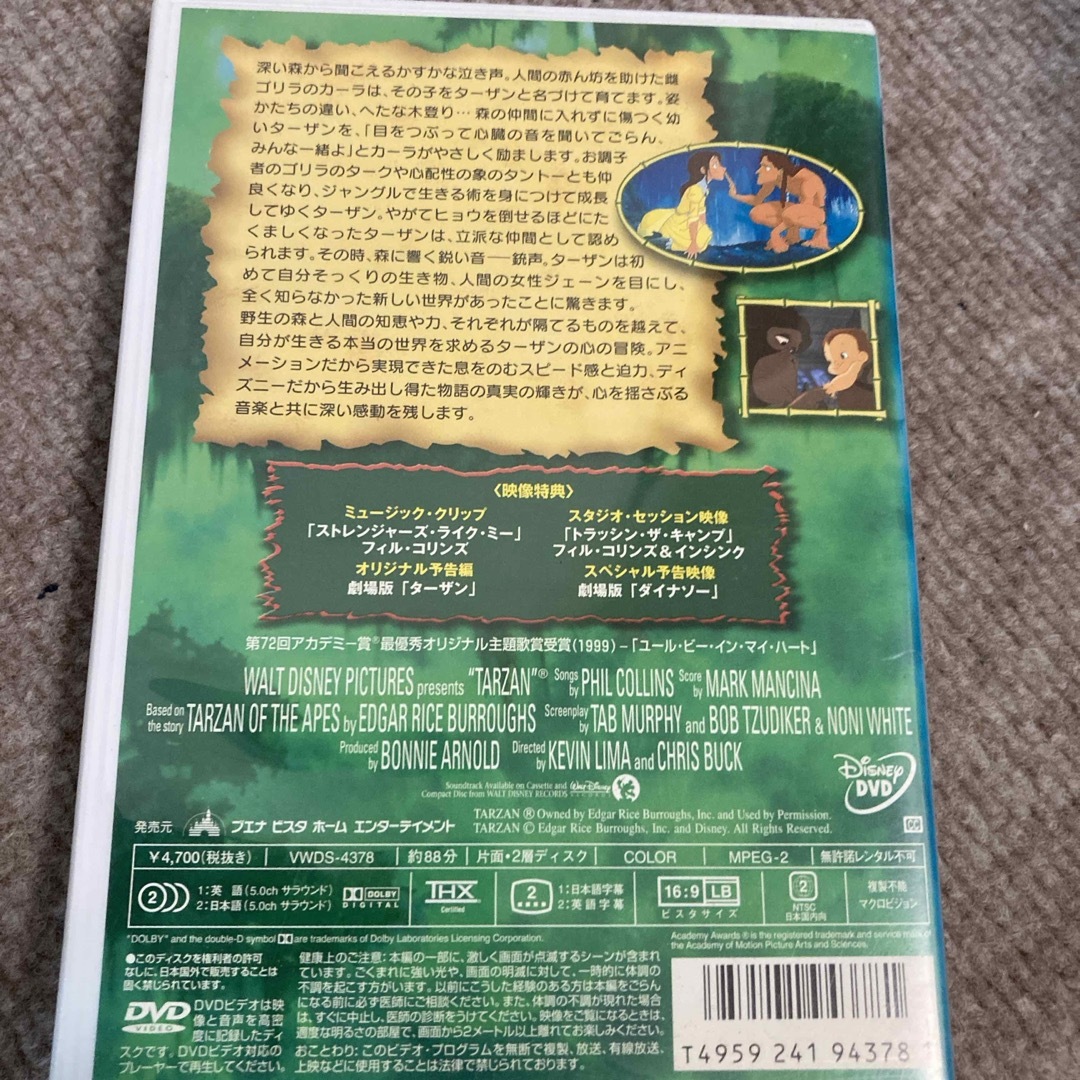 深い森から聞こえるかすかな泣き声。人間の赤ん坊を助けた雌
ゴリラのカーラは、その子をターザンと名づけて育てます。姿
かたちの違い、へたな木登り… 森の仲間に入れずに傷つく幼
いターザンを、「目をつぶって心臓の音を聞いてごらん、
みんな一緒よ」とカーラがやさしく励まします。お調子
者のゴリラのタークや心配性の象のタントーとも仲
良くなり、ジャングルで生きる術を身につけて成長
してゆくターザン。やがてヒョウを倒せるほどにた
くましくなったターザンは、立派な仲間として認め
られます。その時、森に響く鋭い音──銃声。ターザンは初
めて自分そっくりの生き物、人間の女性ジェーンを目にし、
全く知らなかった新しい世界があったことに驚きます。
野生の森と人間の知恵や力、それぞれが隔てるものを越えて、
自分が生きる本当の世界を求めるターザンの心の冒険。アニ
メーションだから実現できた息をのむスピード感と迫力、ディ
ズニーだから生み出し得た物語の真実の輝きが、心を揺さぶる
音楽と共に深い感動を残します。
〈映像特典〉
ミュージック・クリップ
「ストレンジャーズ・ライク・ミー」
フィル・コリンズ
オリジナル予告編
劇場版「ターザン」
スタジオ・セッション映像
「トラッシン・ザ・キャンプ」
フィル・コリンズ&インシンク
スペシャル予告映像
劇場版「ダイナソー」
第72回アカデミー賞®最優秀オリジナル主題歌賞受賞(1999)–「ユール・ビー・イン・マイ・ハート」
WALT DISNEY PICTURES presents "TARZAN"® Songs by PHIL COLLINS Score by MARK MANCINA
Based on the story TARZAN OF THE APES by EDGAR RICE BURROUGHS Screenplay by TAB MURPHY and BOB TZUDIKER & NONI WHITE
Produced by BONNIE ARNOLD Directed by KEVIN LIMA and CHRIS BUCK
Soundtrack Available on Cassette and Walt Disney RECORDS
Compact Disc from WALT DISNEY RECORDS
DISNEY DVD
発売元 ブエナ ビスタ ホーム エンターテイメント
TARZAN ® Owned by Edgar Rice Burroughs, Inc. and Used by Permission.
TARZAN © Edgar Rice Burroughs, Inc. and Disney. All Rights Reserved.
CC
¥4,700(税抜き) VWDS-4378 約88分 片面・2層ディスク COLOR MPEG-2 無許諾レンタル不可
2 1:英 語 (5.0ch サラウンド)
2:日本語 (5.0ch サラウンド)
DOLBY DIGITAL
THX Certified
2 1:日本語字幕
2:英語字幕
16:9 LB
ビスタサイズ
2 NTSC 日本国内向
複製不能
マクロビジョン
"DOLBY" and the double-D symbol are trademarks of Dolby Laboratories Licensing Corporation.
Academy Awards ® is the registered trademark and service mark of
the Academy of Motion Picture Arts and Sciences.
●このディスクを権利者の許可
なしに、日本国外で販売することは
固く禁じられています。
DVD VIDEO
DVDビデオは映
像と音声を高密
度に記録したディ
スクです。DVDビデオ対応の
プレーヤーで再生してください。
健康上のご注意:本編の一部に、激しく画面が点滅するシーンが含まれ
ています。ごくまれに強い光や、画面の明滅に対して、一時的に体調の
不調を起こす方がいます。以前にこうした経験のある方は本編をごらん
になる前に必ず医師にご相談ください。また、体調の不調が現れた場合
は、すぐに中止し、医師の診断をうけてください。映像をご覧になるときは、
適度な明るさの部屋で、画面から2メートル以上離れてお楽しみください。
おことわり:このビデオ・プログラムを無断で複製、放送、有線放送、
上映などに使用することは法律で禁じられております。
T4959 241 94378 1